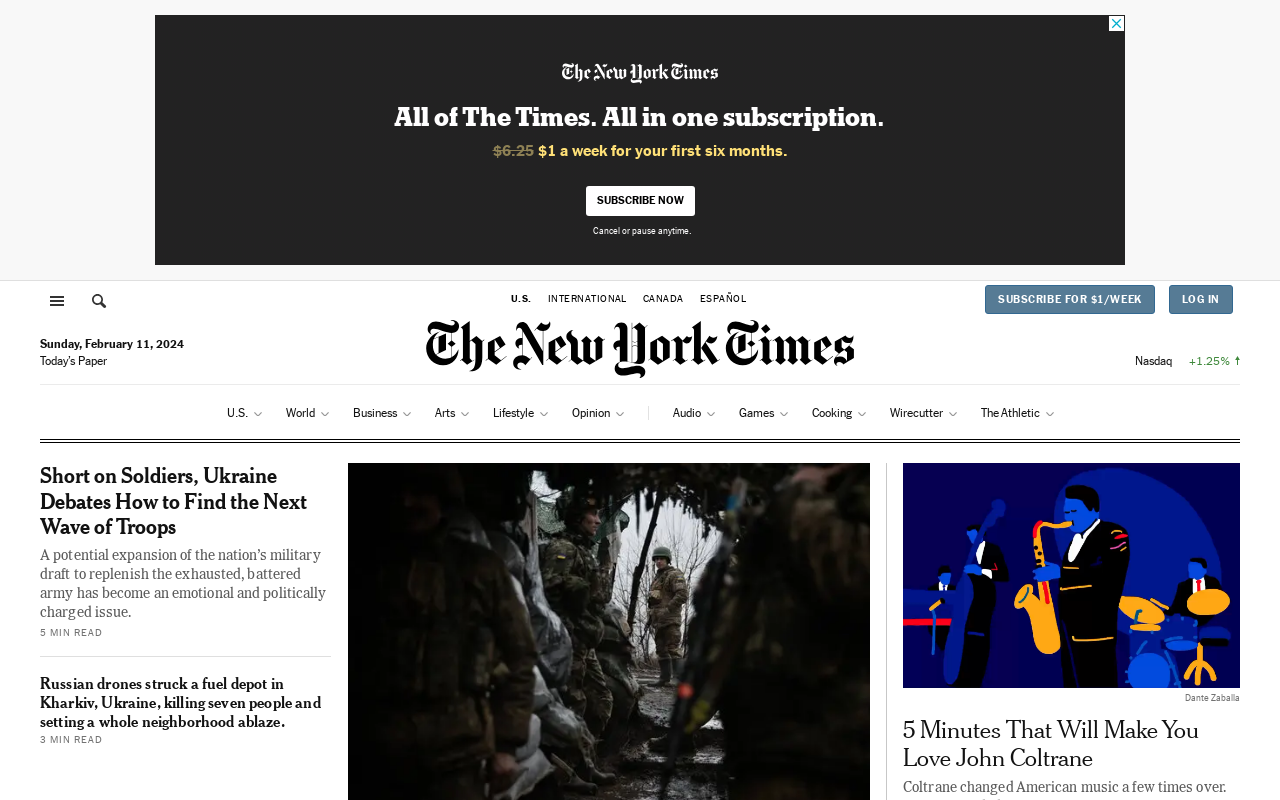 The New York Times
All of The Times. All in one subscription.
$6.25 $1 a week for your first six months.
SUBSCRIBE NOW
Cancel or pause anytime.
U.S. INTERNATIONAL CANADA ESPAÑOL
SUBSCRIBE FOR $1/WEEK LOG IN
The New York Times
Sunday, February 11, 2024
Today's Paper
Nasdaq +1.25%
U.S. World Business Arts Lifestyle Opinion Audio Games Cooking Wirecutter The Athletic
Short on Soldiers, Ukraine
Debates How to Find the Next
Wave of Troops
A potential expansion of the nation's military
draft to replenish the exhausted, battered
army has become an emotional and politically
charged issue.
5 MIN READ
Russian drones struck a fuel depot in
Kharkiv, Ukraine, killing seven people and
setting a whole neighborhood ablaze.
3 MIN READ
Dante Zaballa
5 Minutes That Will Make You
Love John Coltrane
Coltrane changed American music a few times over.